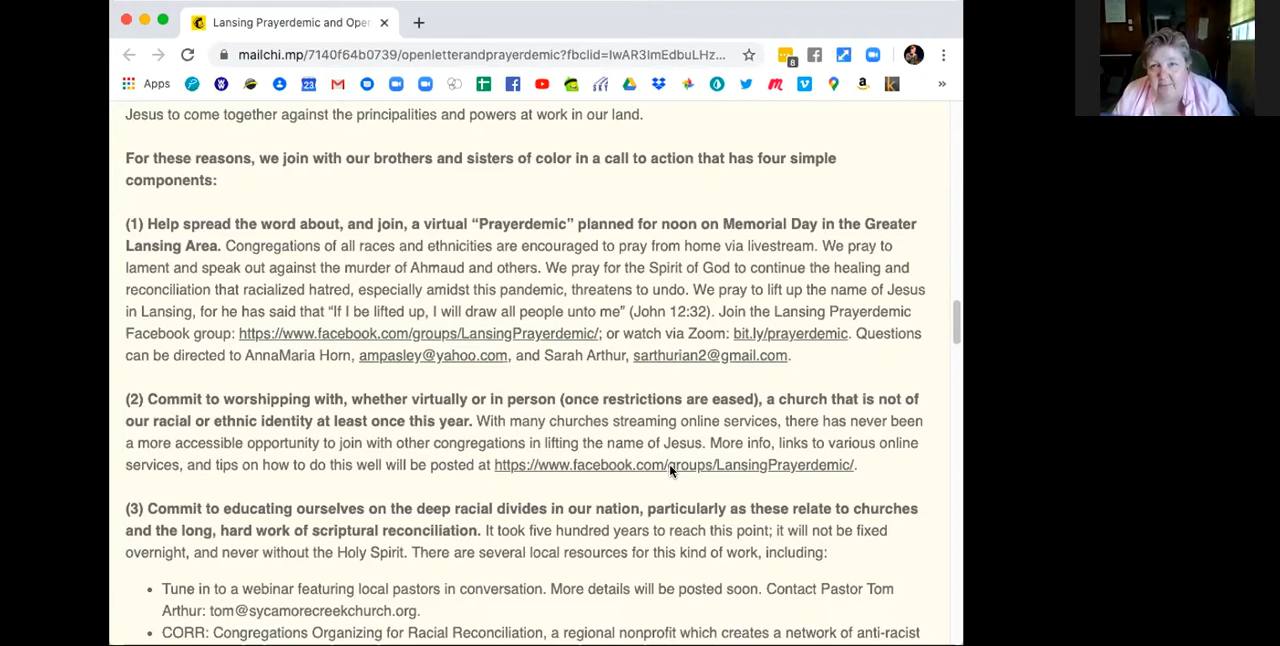 Lansing Prayerdemic and Oper
mailchi.mp/7140f64b0739/openletterandprayerdemic?fbclid=IwAR3ImEdbuLHz...
8
Apps
23
Jesus to come together against the principalities and powers at work in our land.
For these reasons, we join with our brothers and sisters of color in a call to action that has four simple
components:
(1) Help spread the word about, and join, a virtual “Prayerdemic” planned for noon on Memorial Day in the Greater
Lansing Area. Congregations of all races and ethnicities are encouraged to pray from home via livestream. We pray to
lament and speak out against the murder of Ahmaud and others. We pray for the Spirit of God to continue the healing and
reconciliation that racialized hatred, especially amidst this pandemic, threatens to undo. We pray to lift up the name of Jesus
in Lansing, for he has said that “If I be lifted up, I will draw all people unto me” (John 12:32). Join the Lansing Prayerdemic
Facebook group: https://www.facebook.com/groups/LansingPrayerdemic/; or watch via Zoom: bit.ly/prayerdemic. Questions
can be directed to AnnaMaria Horn, ampasley@yahoo.com, and Sarah Arthur, sarthurian2@gmail.com.
(2) Commit to worshipping with, whether virtually or in person (once restrictions are eased), a church that is not of
our racial or ethnic identity at least once this year. With many churches streaming online services, there has never been
a more accessible opportunity to join with other congregations in lifting the name of Jesus. More info, links to various online
services, and tips on how to do this well will be posted at https://www.facebook.com/groups/LansingPrayerdemic/.
(3) Commit to educating ourselves on the deep racial divides in our nation, particularly as these relate to churches
and the long, hard work of scriptural reconciliation. It took five hundred years to reach this point; it will not be fixed
overnight, and never without the Holy Spirit. There are several local resources for this kind of work, including:
• Tune in to a webinar featuring local pastors in conversation. More details will be posted soon. Contact Pastor Tom
Arthur: tom@sycamorecreekchurch.org.
• CORR: Congregations Organizing for Racial Reconciliation, a regional nonprofit which creates a network of anti-racist